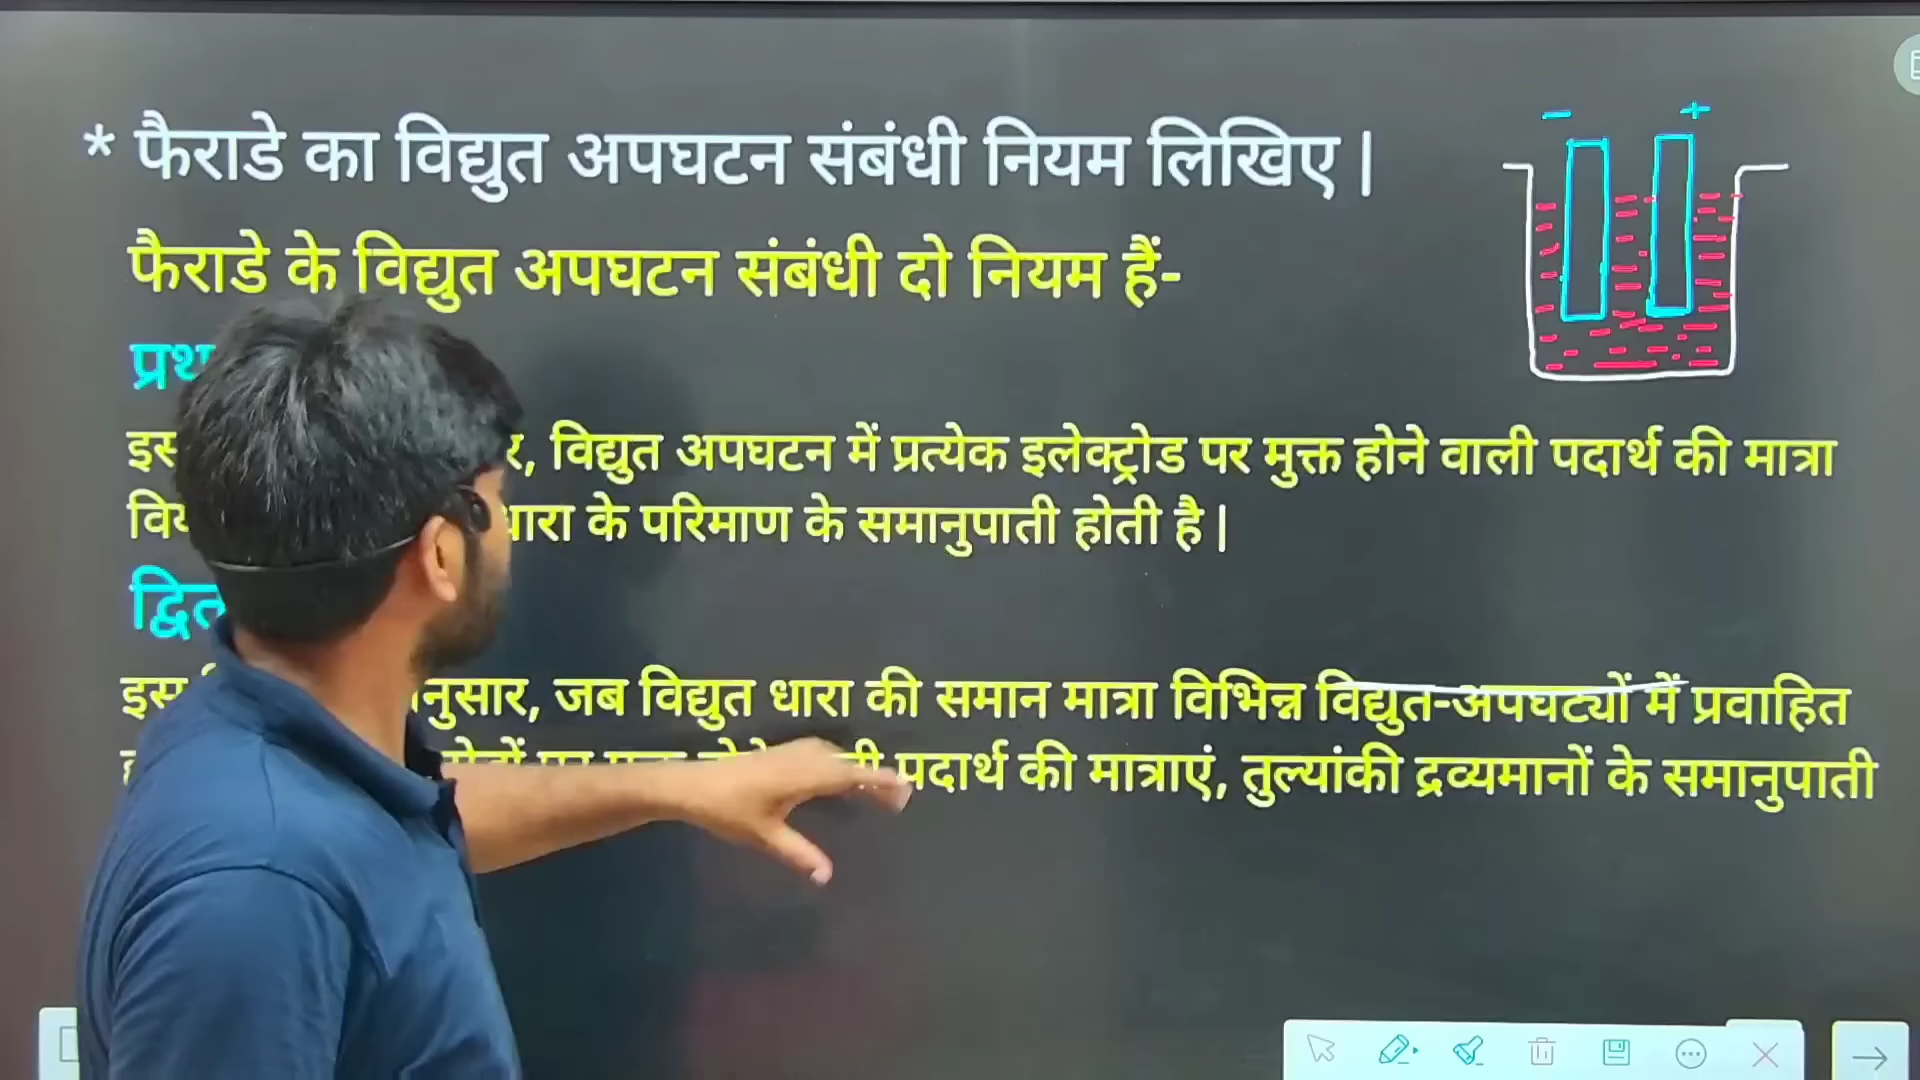 * फैराडे का विद्युत अपघटन संबंधी नियम लिखिए |
- +
फैराडे के विद्युत अपघटन संबंधी दो नियम हैं-
विद्युत अपघटन में प्रत्येक इलेक्ट्रोड पर मुक्त होने वाली पदार्थ की मात्रा
धारा के परिमाण के समानुपाती होती है |
जब विद्युत धारा की समान मात्रा विभिन्न विद्युत-अपघट्यों में प्रवाहित
पदार्थ की मात्राएं, तुल्यांकी द्रव्यमानों के समानुपाती